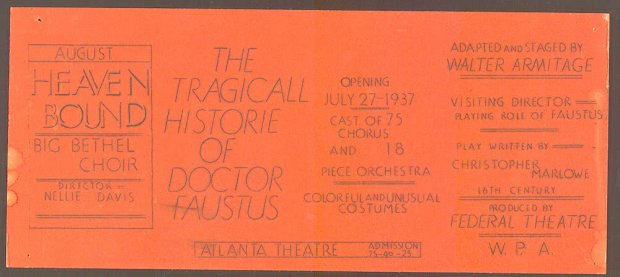 AUGUST
HEAVEN
BOUND
BIG BETHEL
CHOIR
DIRECTOR =
NELLIE DAVIS
THE
TRAGICALL
HISTORIE
OF
DOCTOR
FAUSTUS
OPENING
JULY 27-1937
CAST OF 75
CHORUS
AND 18
PIECE ORCHESTRA
COLORFUL AND UNUSUAL
COSTUMES
ATLANTA THEATRE ADMISSION
75-40-25
ADAPTED AND STAGED BY
WALTER ARMITAGE
VISITING DIRECTOR
PLAYING ROLE OF FAUSTUS
PLAY WRITTEN BY
CHRISTOPHER
MARLOWE
16TH CENTURY
PRODUCED BY
FEDERAL THEATRE
W. P. A.